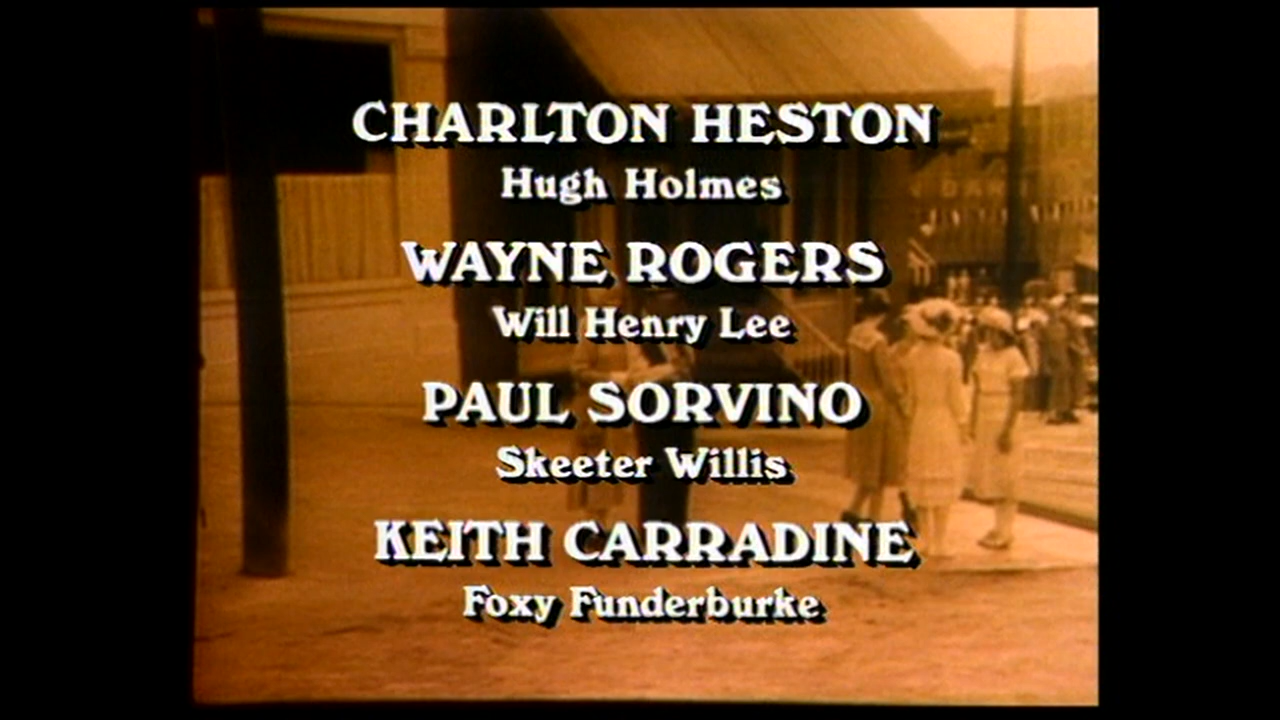 CHARLTON HESTON
Hugh Holmes
WAYNE ROGERS
Will Henry Lee
PAUL SORVINO
Skeeter Willis
KEITH CARRADINE
Foxy Funderburke